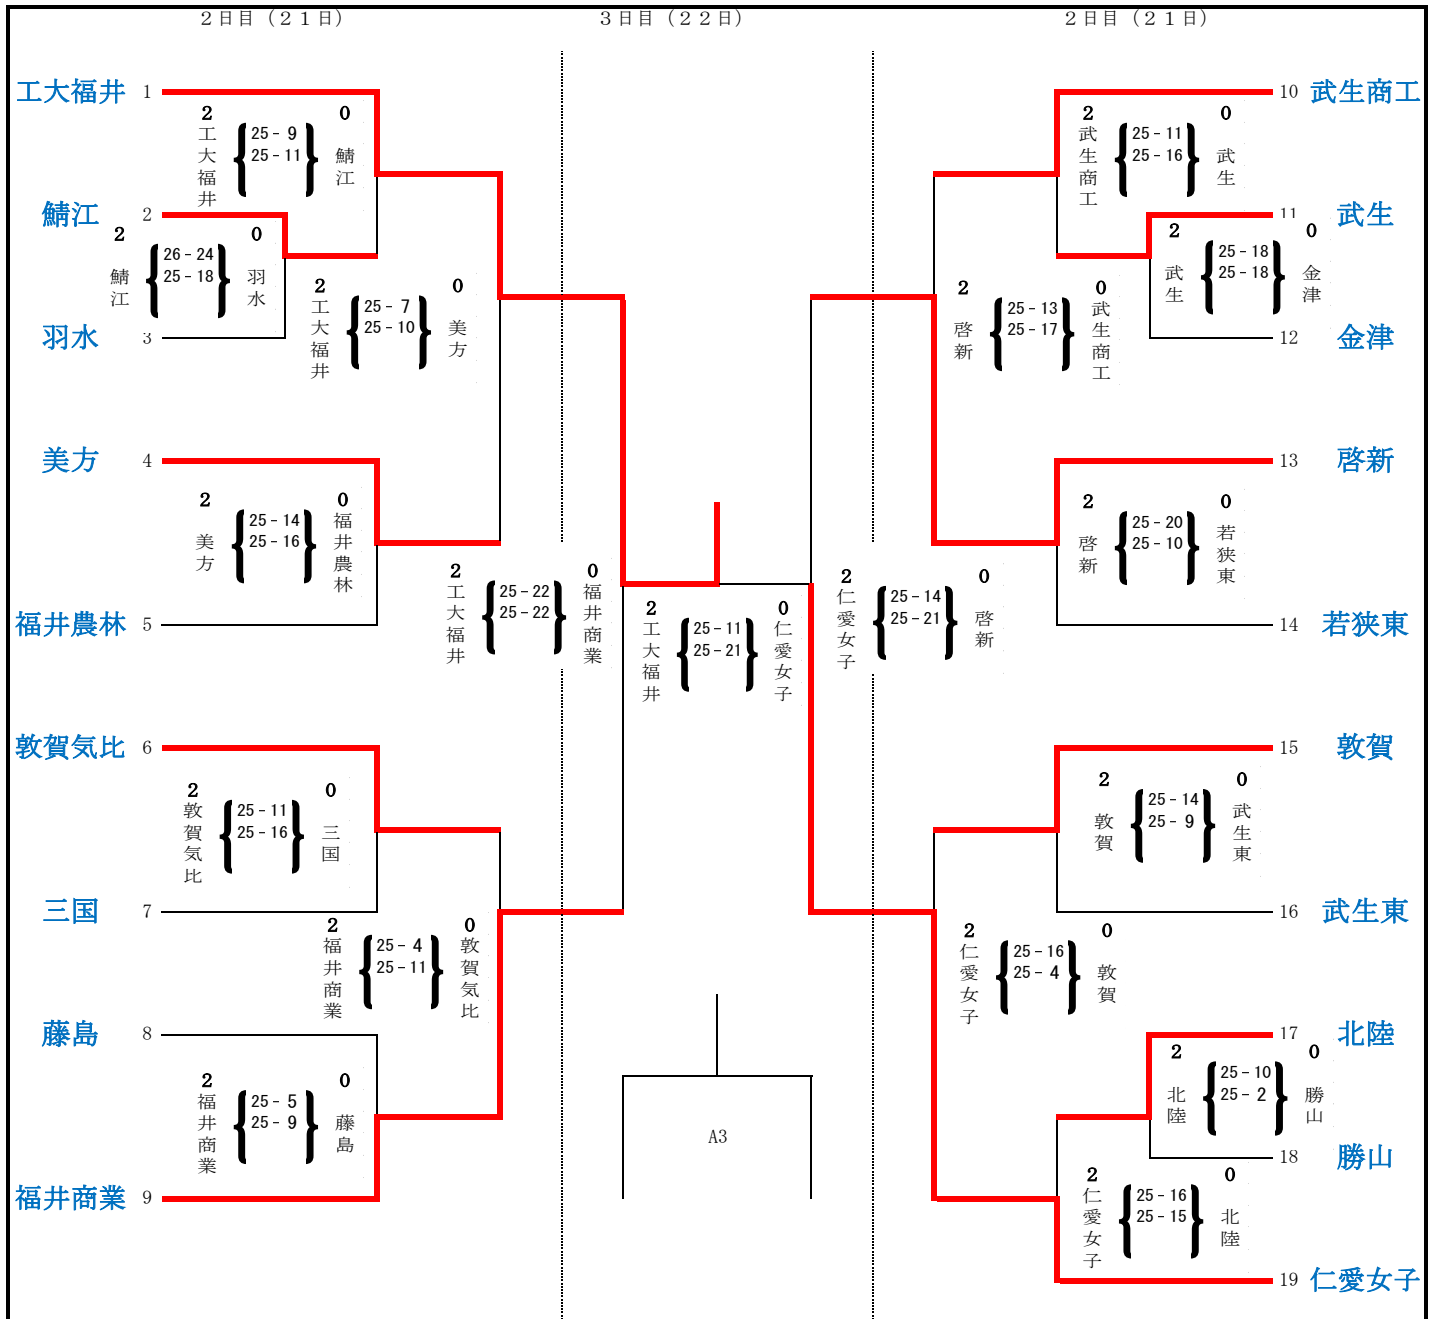 ２日目（２１日）
３日目（２２日）
２日目（２１日）
工大福井 1
2 0
工大福井 25－9 鯖江
25－11
鯖江 2
2 0
鯖江 26－24 羽水
25－18
羽水 3
2 0
工大福井 25－7 美方
25－10
美方 4
2 0
美方 25－14 福井農林
25－16
福井農林 5
2 0
工大福井 25－22 福井商業
25－22
敦賀気比 6
2 0
敦賀気比 25－11 三国
25－16
三国 7
2 0
福井商業 25－4 敦賀気比
25－11
藤島 8
2 0
福井商業 25－5 藤島
25－9
福井商業 9
2 0
工大福井 25－11 仁愛女子
25－21
A3
10 武生商工
2 0
武生商工 25－11 武生
25－16
11 武生
2 0
武生 25－18 金津
25－18
12 金津
2 0
啓新 25－13 武生商工
25－17
13 啓新
2 0
啓新 25－20 若狭東
25－10
14 若狭東
2 0
仁愛女子 25－14 啓新
25－21
15 敦賀
2 0
敦賀 25－14 武生東
25－9
16 武生東
2 0
仁愛女子 25－16 敦賀
25－4
17 北陸
2 0
北陸 25－10 勝山
25－2
18 勝山
2 0
仁愛女子 25－16 北陸
25－15
19 仁愛女子